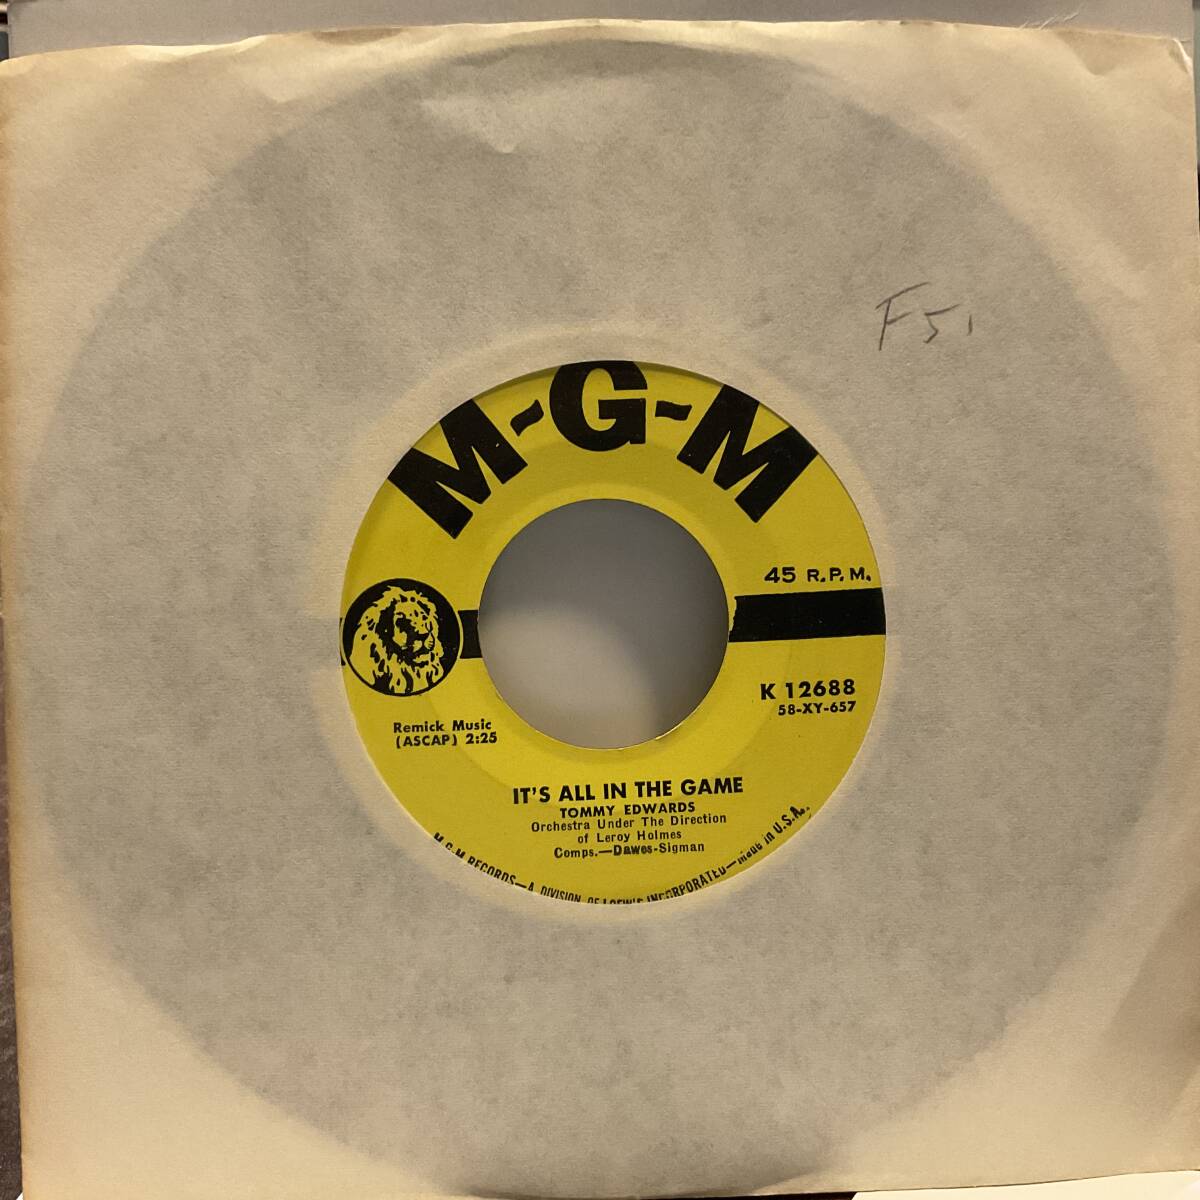 F51
M-G-M
45 R.P.M.
K 12688
58-XY-657
Remick Music
(ASCAP) 2:25
IT'S ALL IN THE GAME
TOMMY EDWARDS
Orchestra Under The Direction
of Leroy Holmes
Comps.—Dawes-Sigman
M-G-M RECORDS—A DIVISION OF LOEW'S INCORPORATED—made in U.S.A.